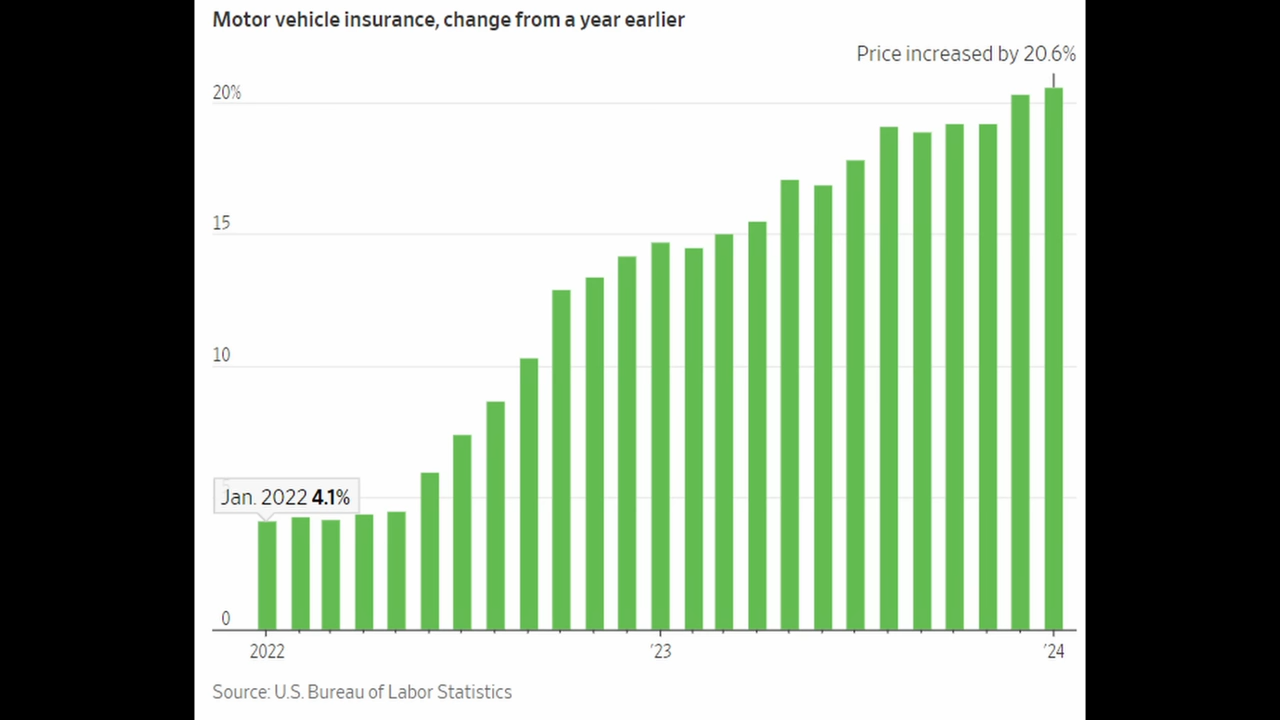 Motor vehicle insurance, change from a year earlier
Price increased by 20.6%
20%
15
10
5
Jan. 2022 4.1%
0
2022 '23 '24
Source: U.S. Bureau of Labor Statistics